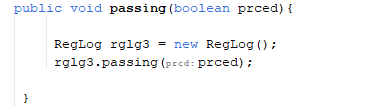 public void passing(boolean prced){
RegLog rglg3 = new RegLog();
rglg3.passing(prcd: prced);
}